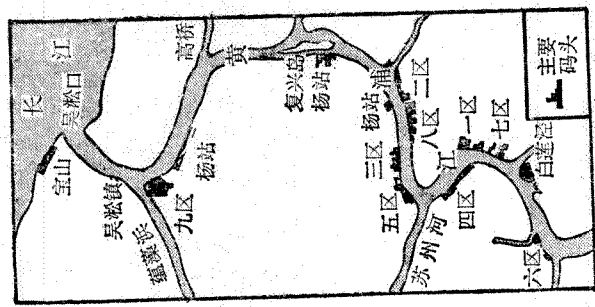 长江
吴淞口
宝山
高桥
黄
吴淞镇
九区
杨站
蕴藻浜
复兴岛
杨站
浦
二区
杨站
八区
三区
五区
江
一区
七区
四区
苏州河
白莲泾
六区
主要
码头